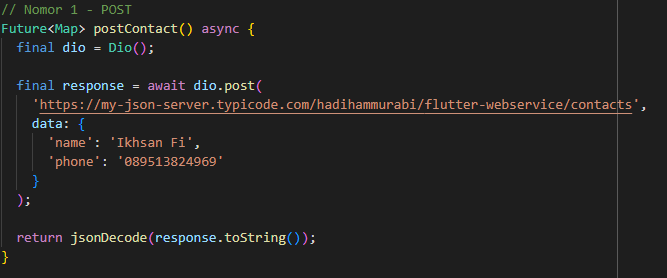 // Nomor 1 - POST
Future<Map> postContact() async {
final dio = Dio();
final response = await dio.post(
'https://my-json-server.typicode.com/hadihammurabi/flutter-webservice/contacts',
data: {
'name': 'Ikhsan Fi',
'phone': '089513824969'
}
);
return jsonDecode(response.toString());
}